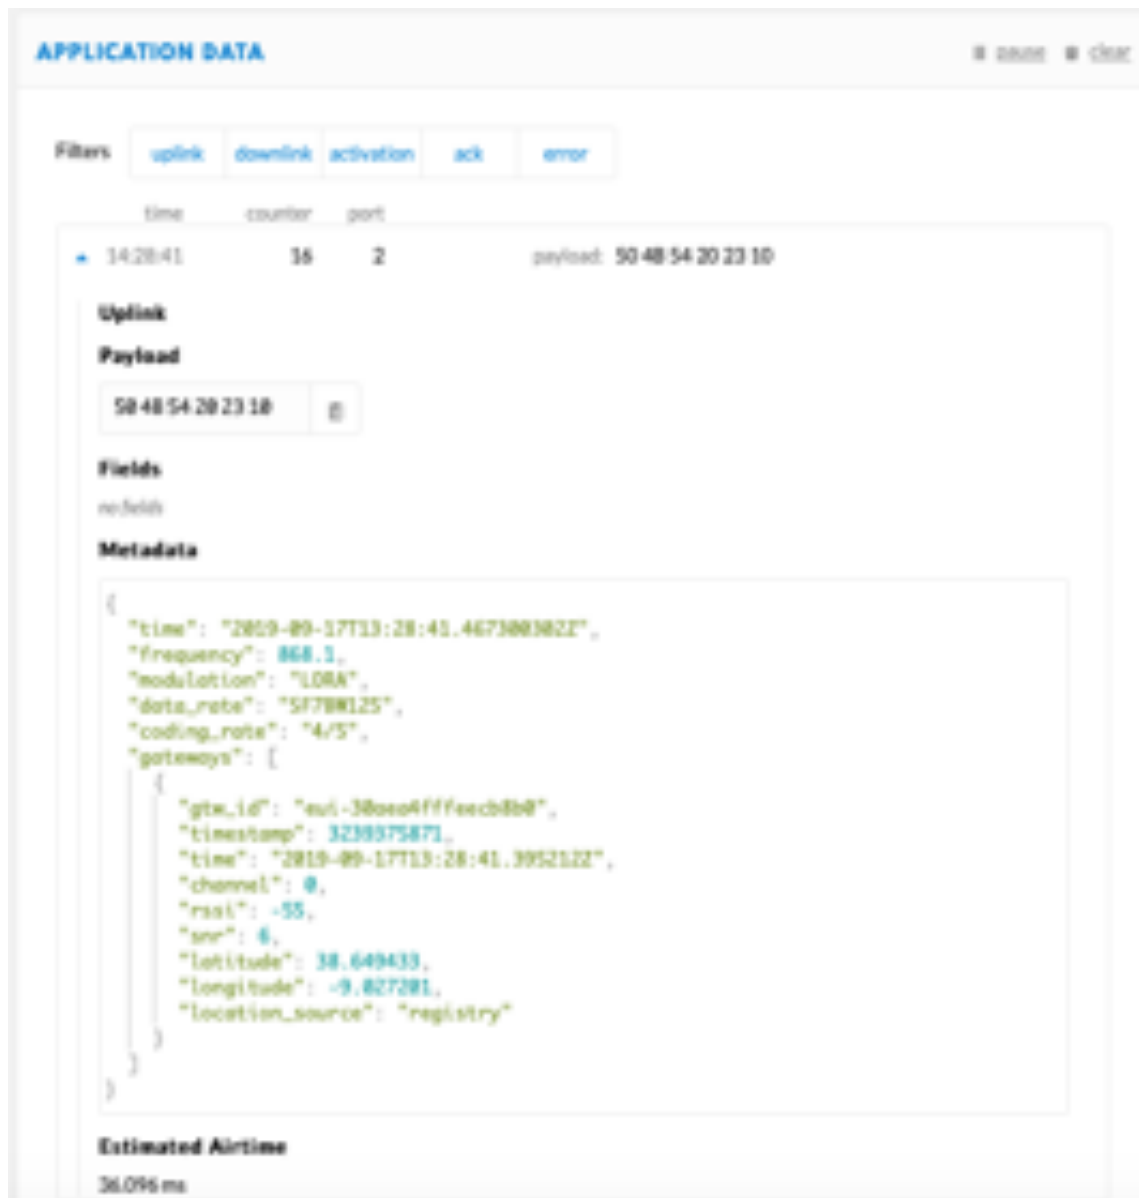 APPLICATION DATA
pause clear
Filters uplink downlink activation ack error
time counter port
14:28:41 16 2 payload: 50 48 54 20 23 10
Uplink
Payload
50 48 54 20 23 10
Fields
no fields
Metadata
{
"time": "2019-09-17T13:28:41.467300302Z",
"frequency": 868.1,
"modulation": "LORA",
"data_rate": "SF7BW125",
"coding_rate": "4/5",
"gateways": [
{
"gtw_id": "eui-30aea4fffeecb8b0",
"timestamp": 3239375871,
"time": "2019-09-17T13:28:41.395212Z",
"channel": 0,
"rssi": -55,
"snr": 6,
"latitude": 38.649433,
"longitude": -9.027201,
"location_source": "registry"
}
]
}
Estimated Airtime
36.096 ms